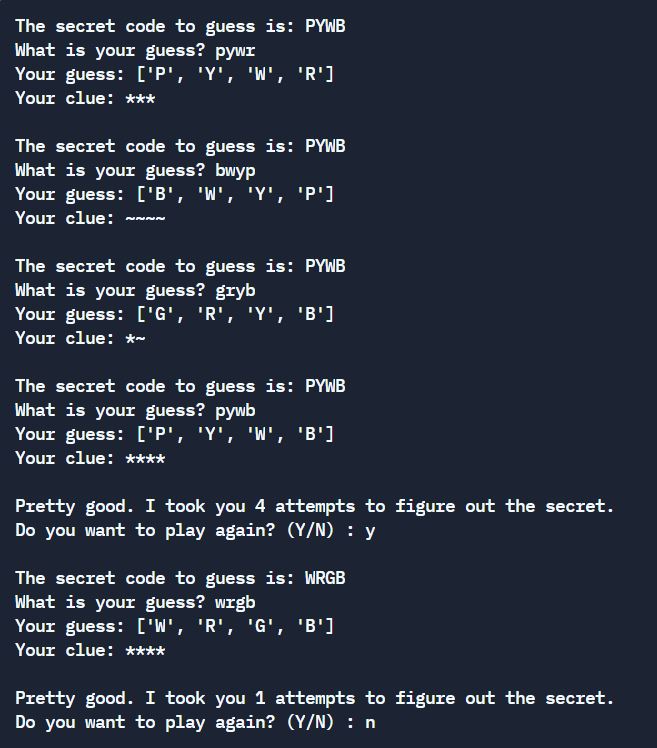 The secret code to guess is: PYWB
What is your guess? pywr
Your guess: ['P', 'Y', 'W', 'R']
Your clue: ***
The secret code to guess is: PYWB
What is your guess? bwyp
Your guess: ['B', 'W', 'Y', 'P']
Your clue: ~~~~
The secret code to guess is: PYWB
What is your guess? gryb
Your guess: ['G', 'R', 'Y', 'B']
Your clue: *~
The secret code to guess is: PYWB
What is your guess? pywb
Your guess: ['P', 'Y', 'W', 'B']
Your clue: ****
Pretty good. I took you 4 attempts to figure out the secret.
Do you want to play again? (Y/N) : y
The secret code to guess is: WRGB
What is your guess? wrgb
Your guess: ['W', 'R', 'G', 'B']
Your clue: ****
Pretty good. I took you 1 attempts to figure out the secret.
Do you want to play again? (Y/N) : n